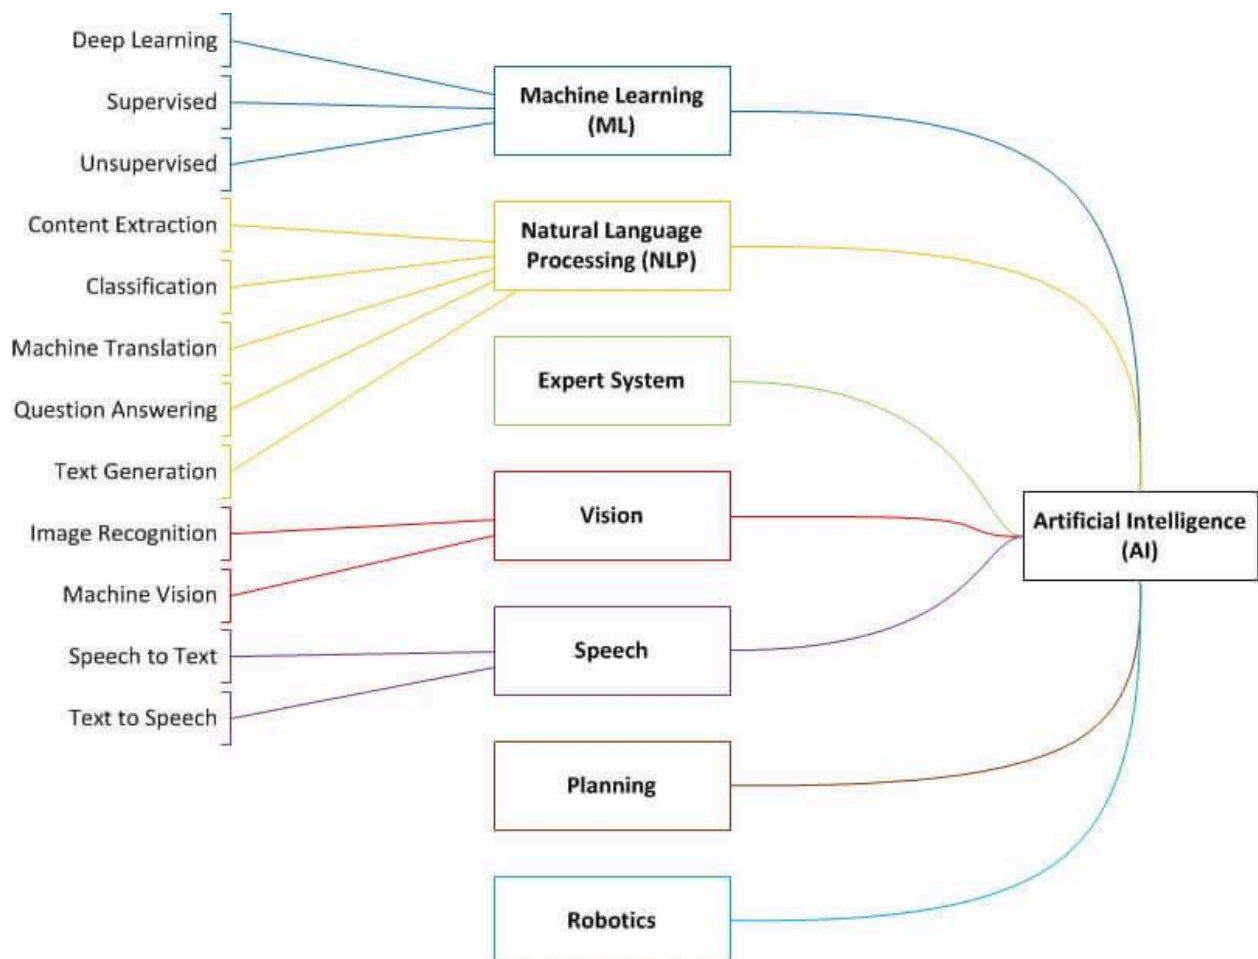 Deep Learning
Supervised
Unsupervised
Content Extraction
Classification
Machine Translation
Question Answering
Text Generation
Image Recognition
Machine Vision
Speech to Text
Text to Speech
Machine Learning
(ML)
Natural Language
Processing (NLP)
Expert System
Vision
Speech
Planning
Robotics
Artificial Intelligence
(AI)